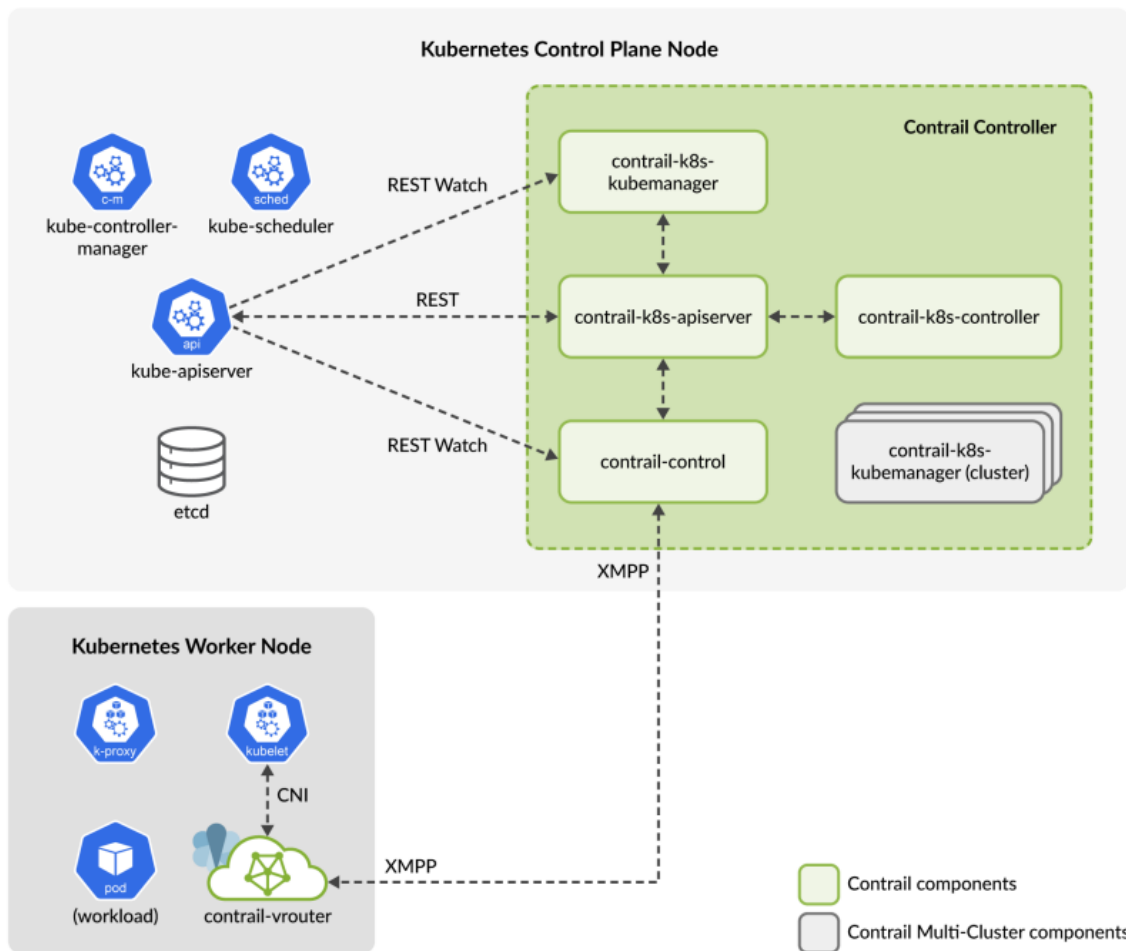 Kubernetes Control Plane Node
Contrail Controller
contrail-k8s-
kubemanager
c-m
sched
REST Watch
kube-controller-
manager
kube-scheduler
REST
contrail-k8s-apiserver
contrail-k8s-controller
api
kube-apiserver
REST Watch
contrail-control
contrail-k8s-
kubemanager (cluster)
etcd
XMPP
Kubernetes Worker Node
k-proxy
kubelet
CNI
pod
(workload)
contrail-vrouter
XMPP
Contrail components
Contrail Multi-Cluster components